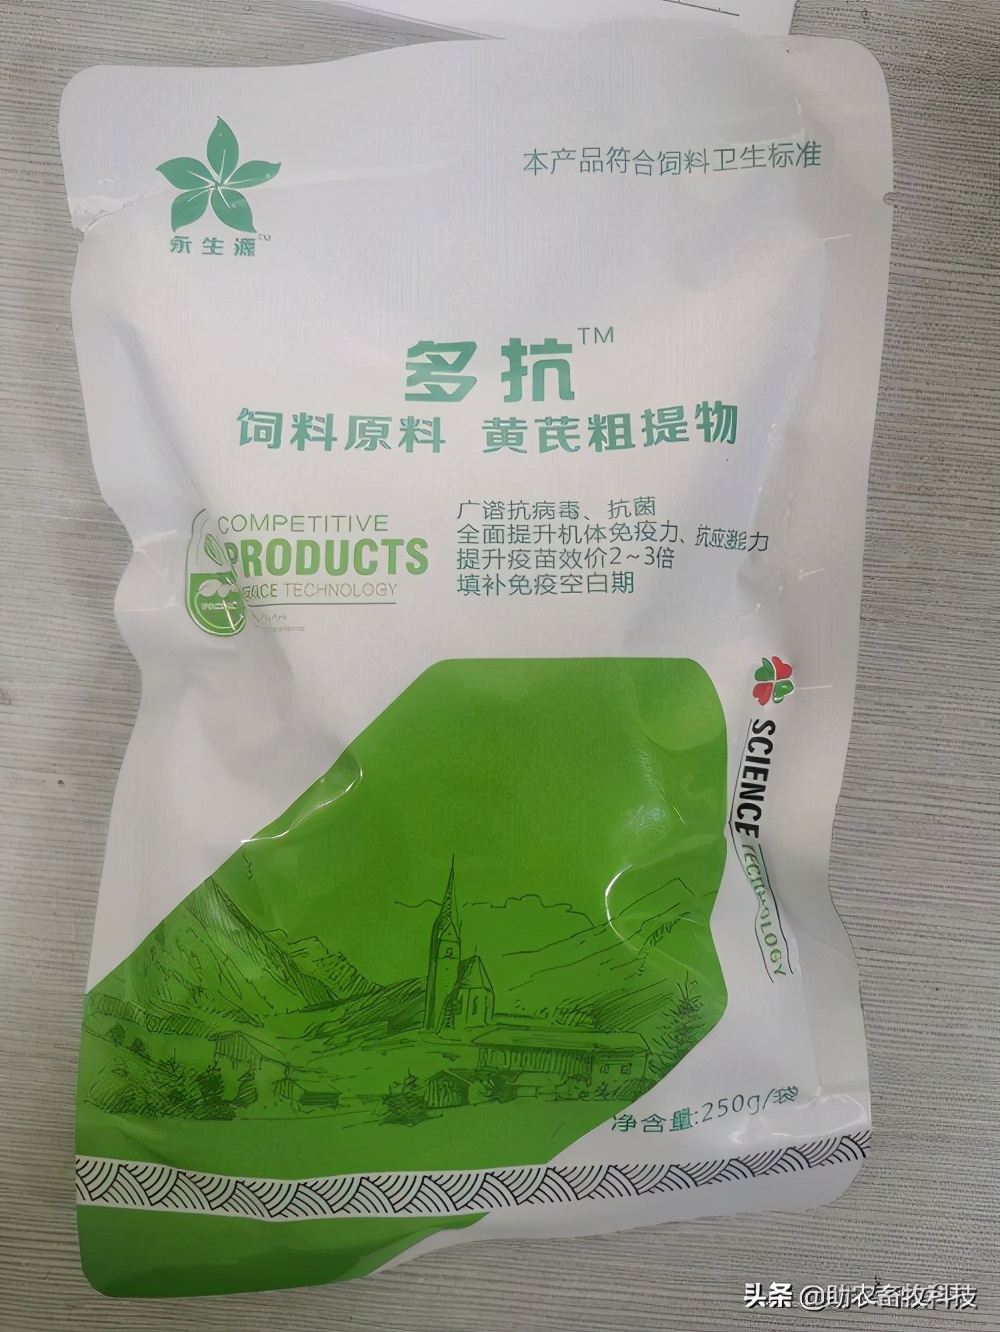 本产品符合饲料卫生标准
永生源
多抗™
饲料原料 黄芪粗提物
COMPETITIVE
PRODUCTS
TECHNOLOGY
广谱抗病毒、抗菌
全面提升机体免疫力、抗应激能力
提升疫苗效价2~3倍
填补免疫空白期
SCIENCE TECHNOLOGY
净含量:250g/袋
头条 @助农畜牧科技